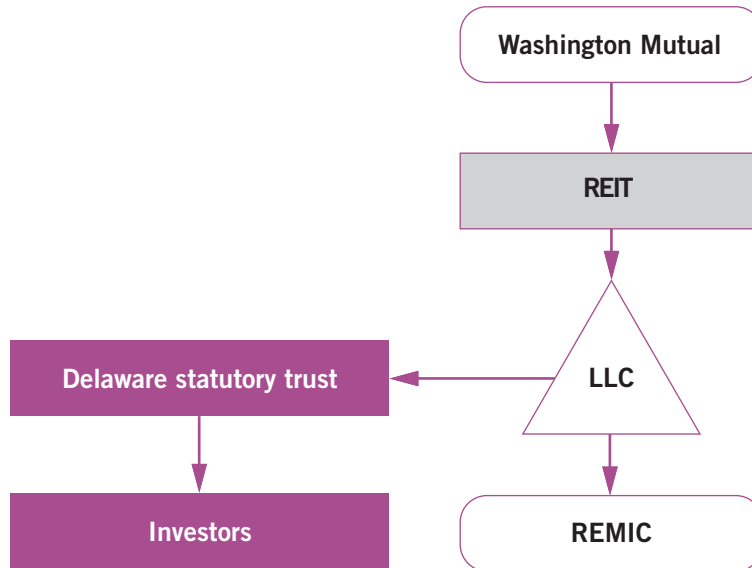 Washington Mutual
REIT
LLC
Delaware statutory trust
Investors
REMIC